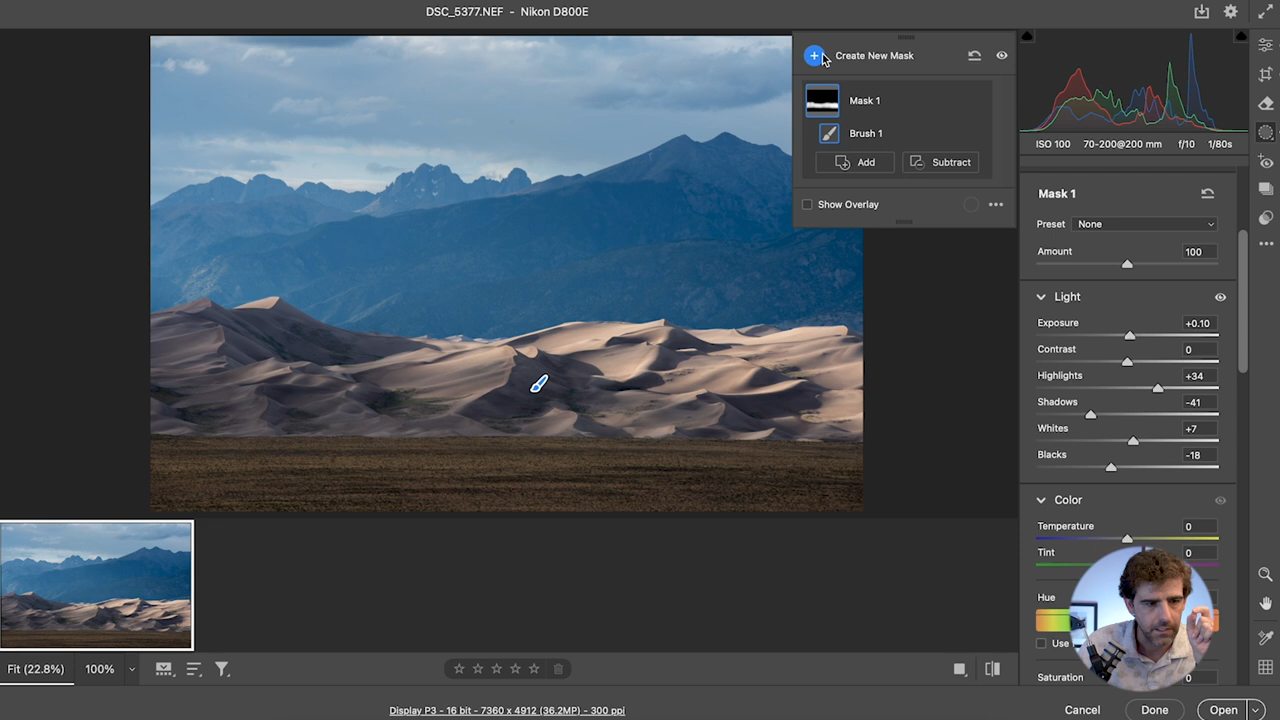 DSC_5377.NEF - Nikon D800E
Create New Mask
Mask 1
Brush 1
Add
Subtract
Show Overlay
ISO 100 70-200@200 mm f/10 1/80s
Mask 1
Preset None
Amount 100
Light
Exposure +0.10
Contrast 0
Highlights +34
Shadows -41
Whites +7
Blacks -18
Color
Temperature 0
Tint 0
Hue
Use
Saturation 0
Fit (22.8%) 100%
Display P3 - 16 bit - 7360 x 4912 (36.2MP) - 300 ppi
Cancel Done Open